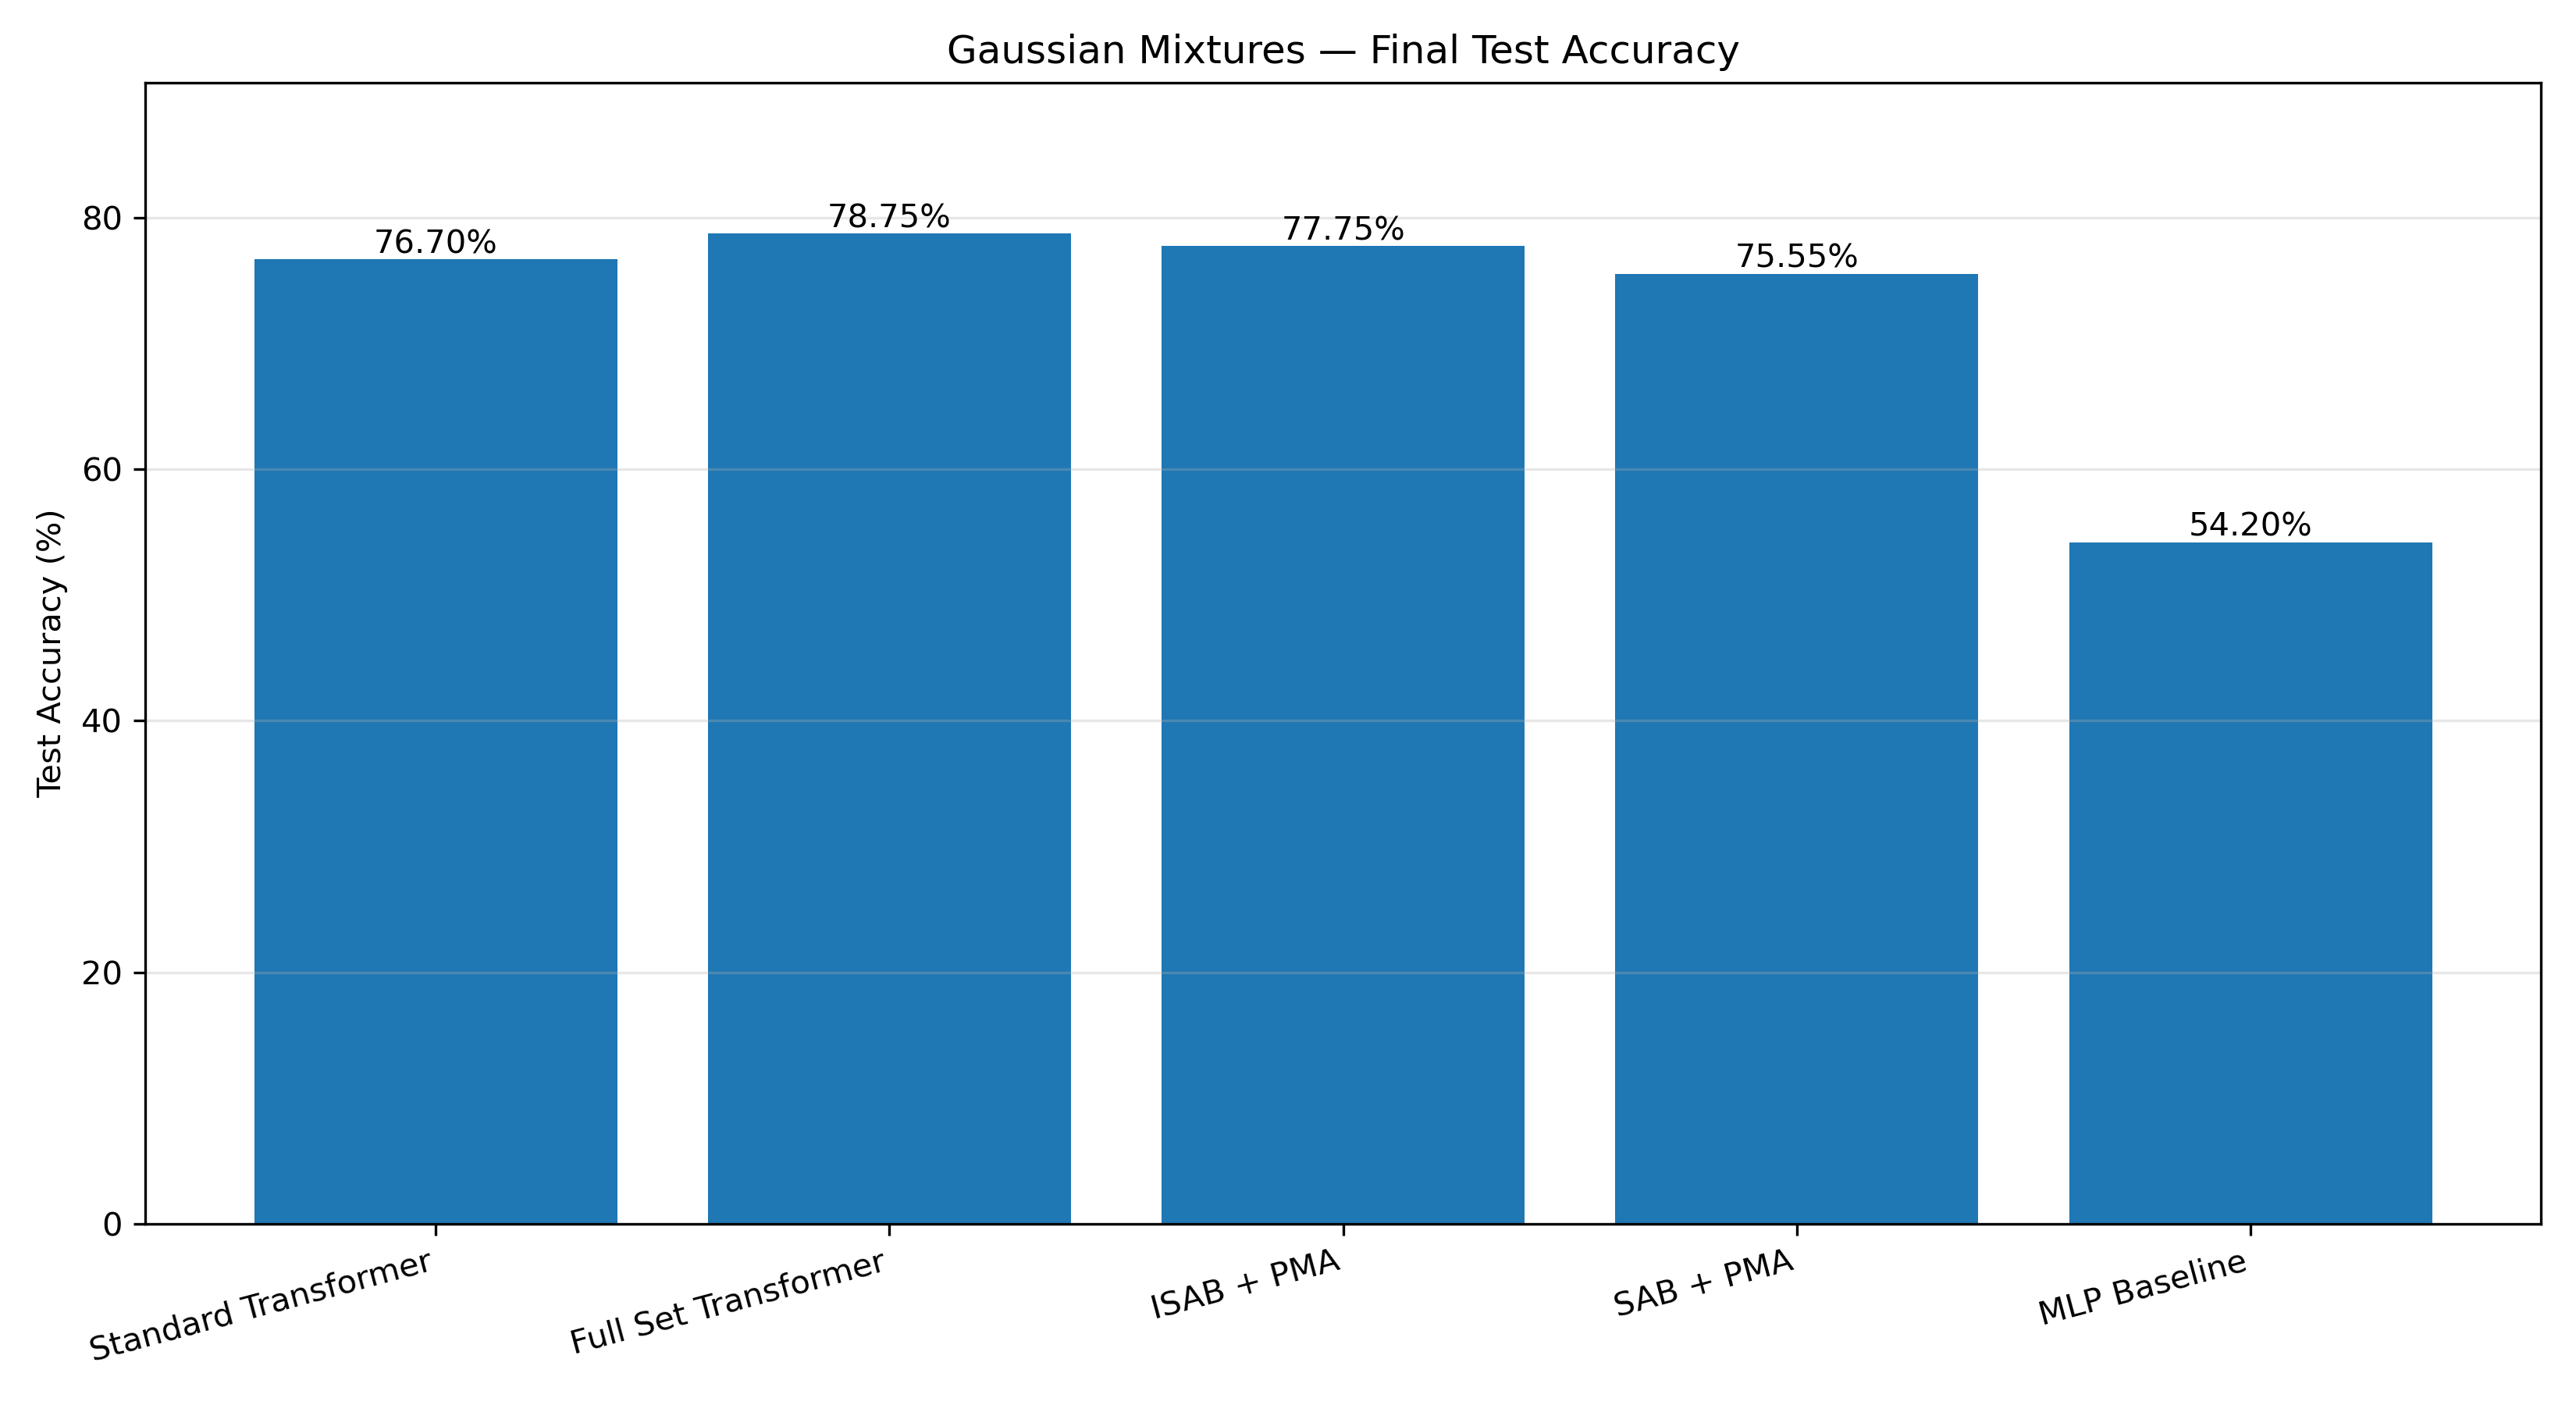 Gaussian Mixtures — Final Test Accuracy
Test Accuracy (%)
80
60
40
20
0
76.70%
78.75%
77.75%
75.55%
54.20%
Standard Transformer
Full Set Transformer
ISAB + PMA
SAB + PMA
MLP Baseline